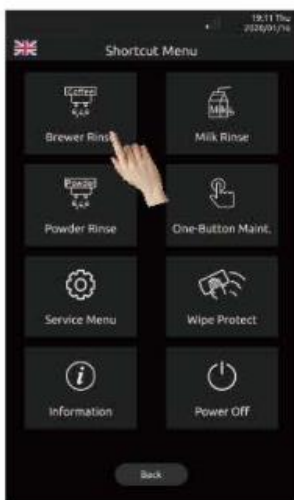 19:11 Thu
2020/01/16
Shortcut Menu
Coffee
Brewer Rinse
Milk
Milk Rinse
Powder
Powder Rinse
One-Button Maint.
Service Menu
Wipe Protect
i
Information
Power Off
Back